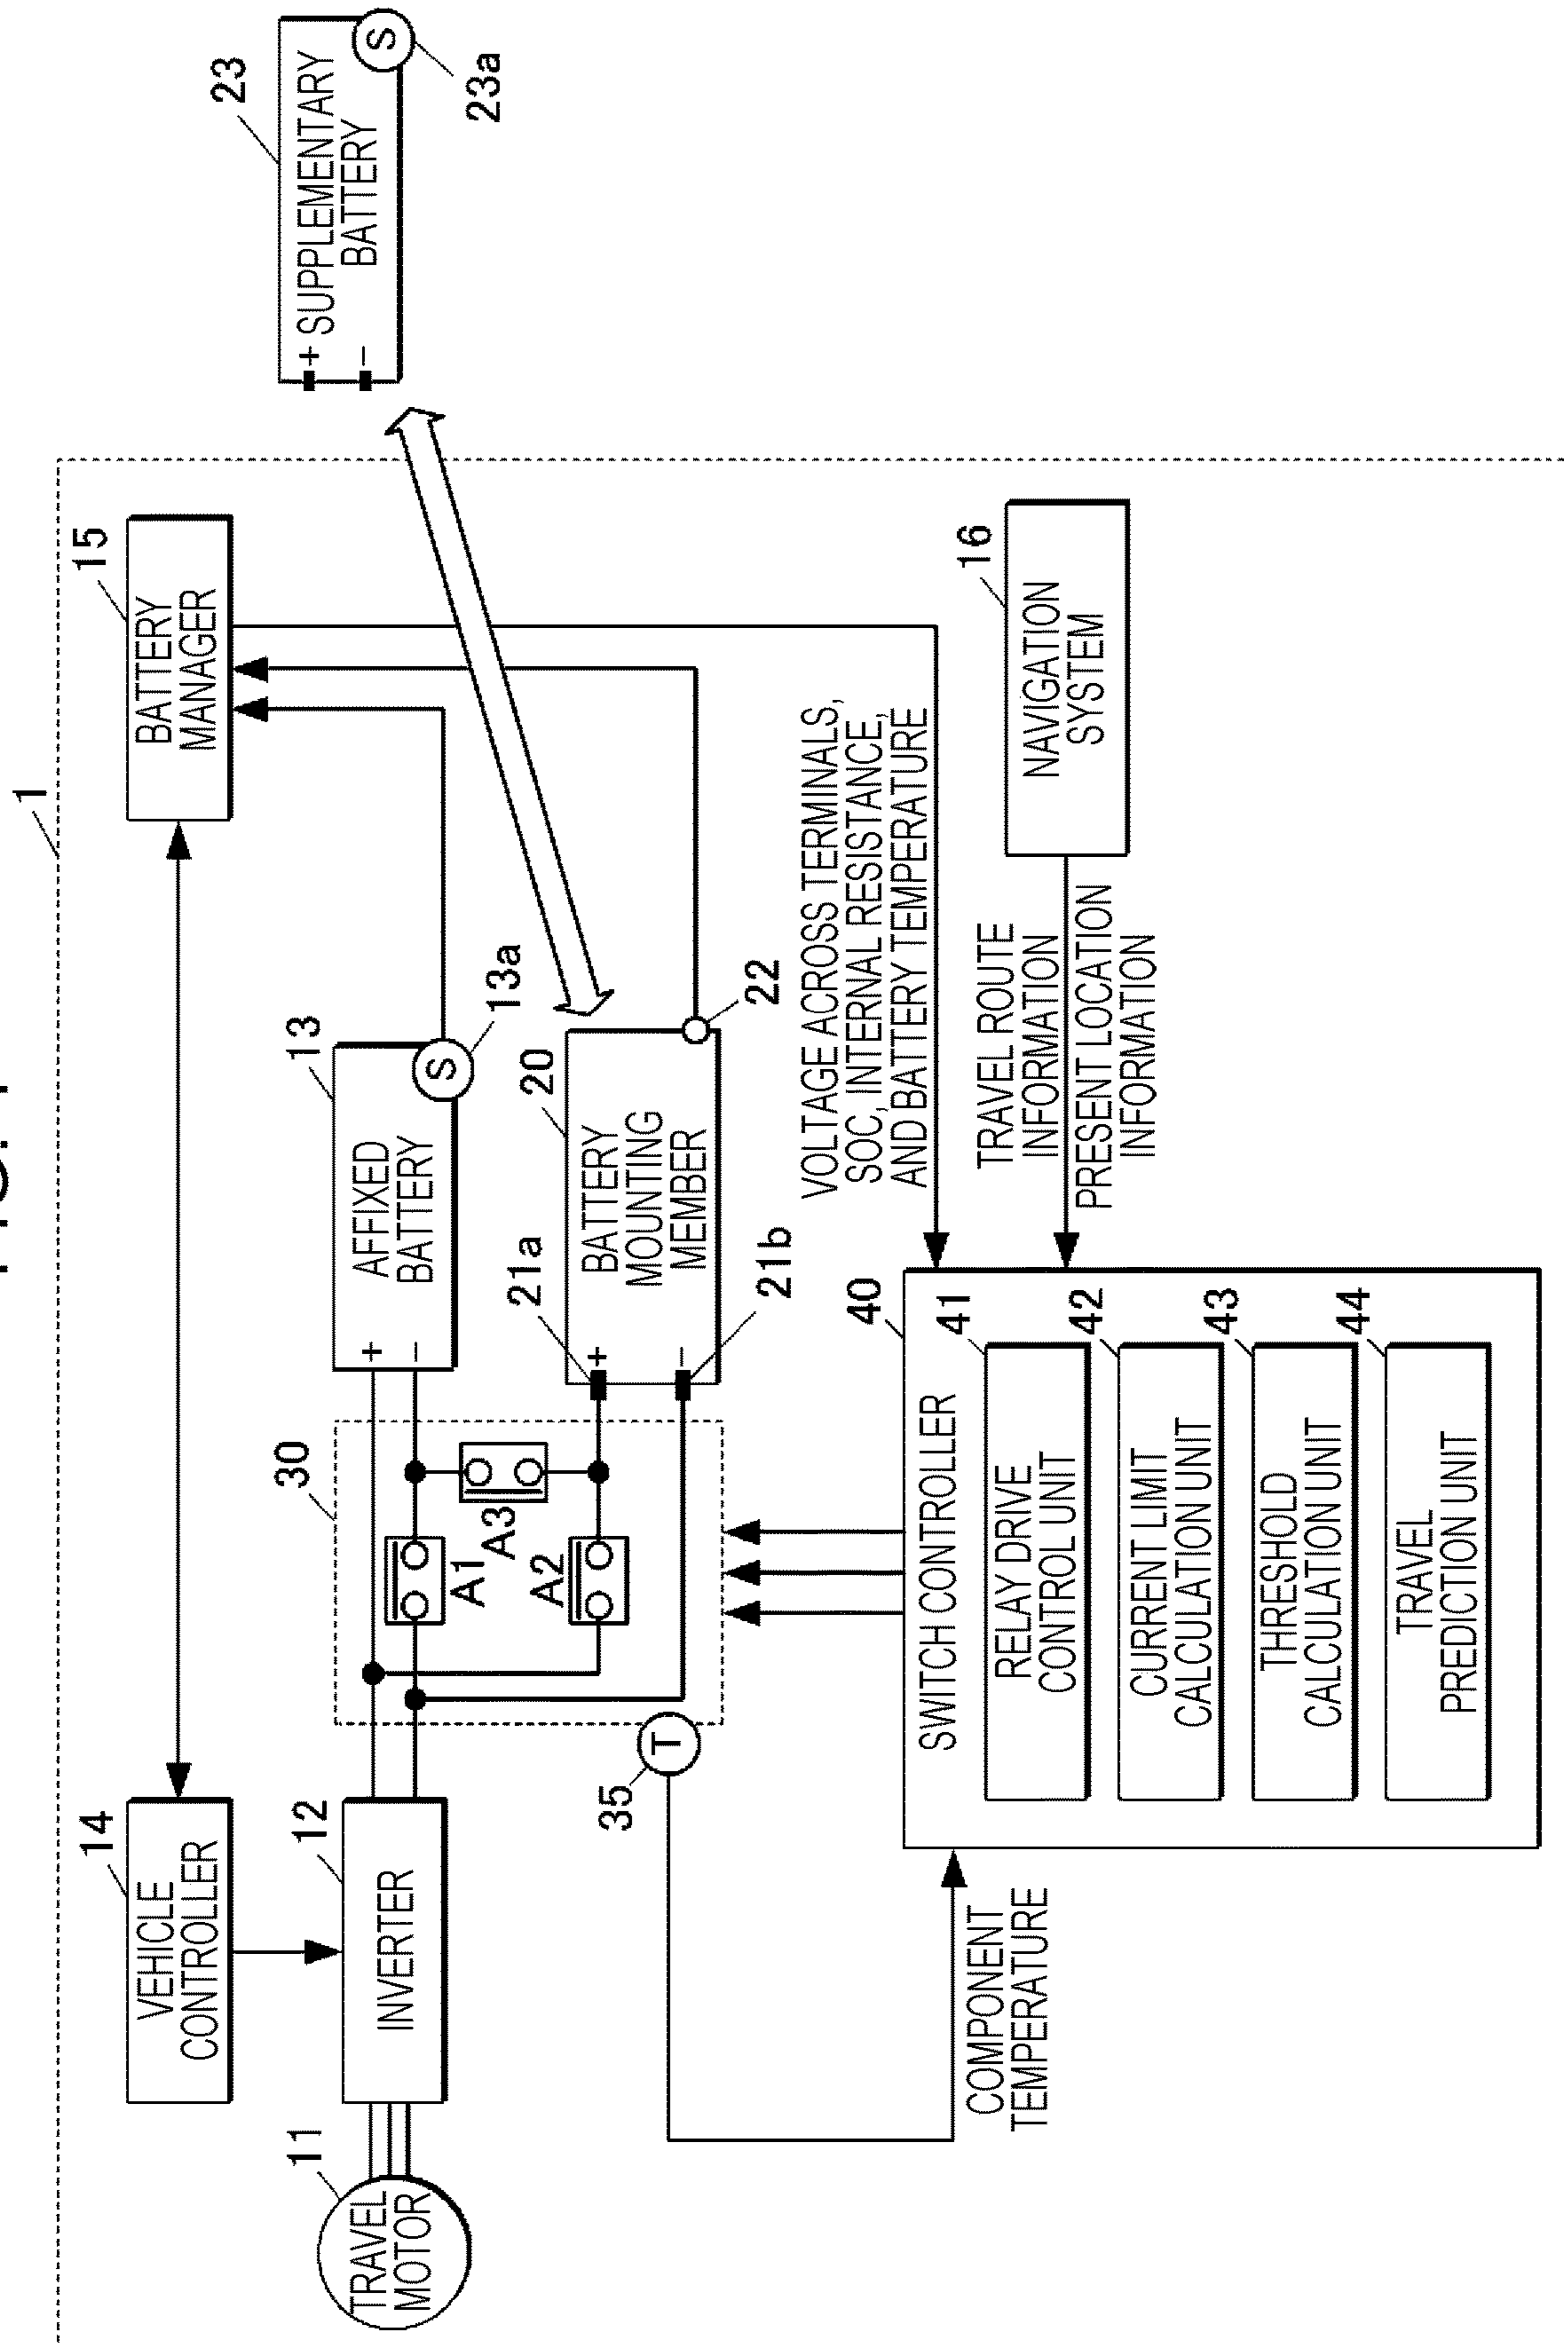 FIG. 1
1
14
VEHICLE
CONTROLLER
15
BATTERY
MANAGER
23
+
−
SUPPLEMENTARY
BATTERY
S
23a
11
TRAVEL
MOTOR
12
INVERTER
30
A1
A2
A3
13
+
−
AFFIXED
BATTERY
S
13a
21a
20
+
−
BATTERY
MOUNTING
MEMBER
21b
22
35
T
COMPONENT
TEMPERATURE
VOLTAGE ACROSS TERMINALS,
SOC, INTERNAL RESISTANCE,
AND BATTERY TEMPERATURE
16
NAVIGATION
SYSTEM
TRAVEL ROUTE
INFORMATION
PRESENT LOCATION
INFORMATION
40
SWITCH CONTROLLER
41
RELAY DRIVE
CONTROL UNIT
42
CURRENT LIMIT
CALCULATION UNIT
43
THRESHOLD
CALCULATION UNIT
44
TRAVEL
PREDICTION UNIT